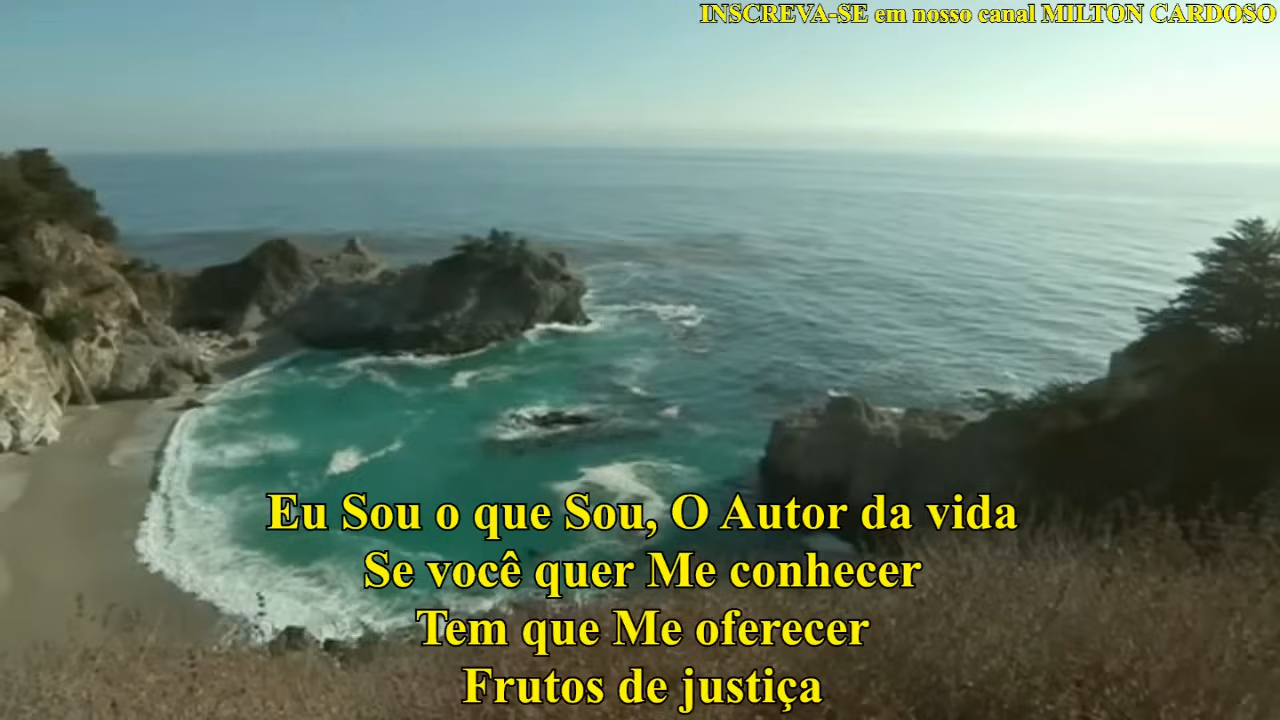 INSCREVA-SE em nosso canal MILTON CARDOSO
Eu Sou o que Sou, O Autor da vida
Se você quer Me conhecer
Tem que Me oferecer
Frutos de justiça